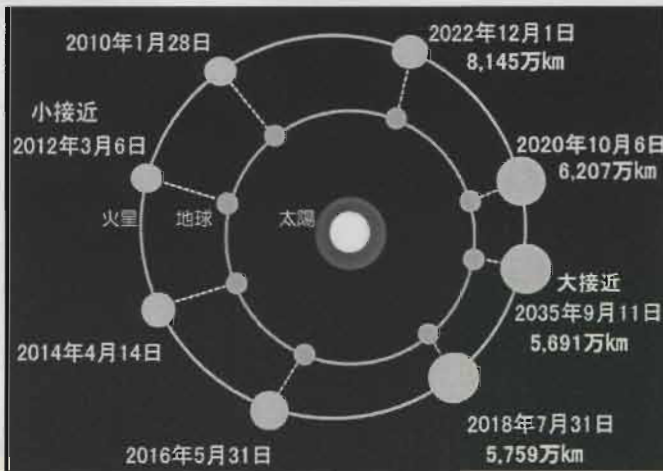 2010年1月28日
2022年12月1日
8,145万km
小接近
2012年3月6日
2020年10月6日
6,207万km
火星
地球
太陽
大接近
2035年9月11日
5,691万km
2014年4月14日
2018年7月31日
5,759万km
2016年5月31日